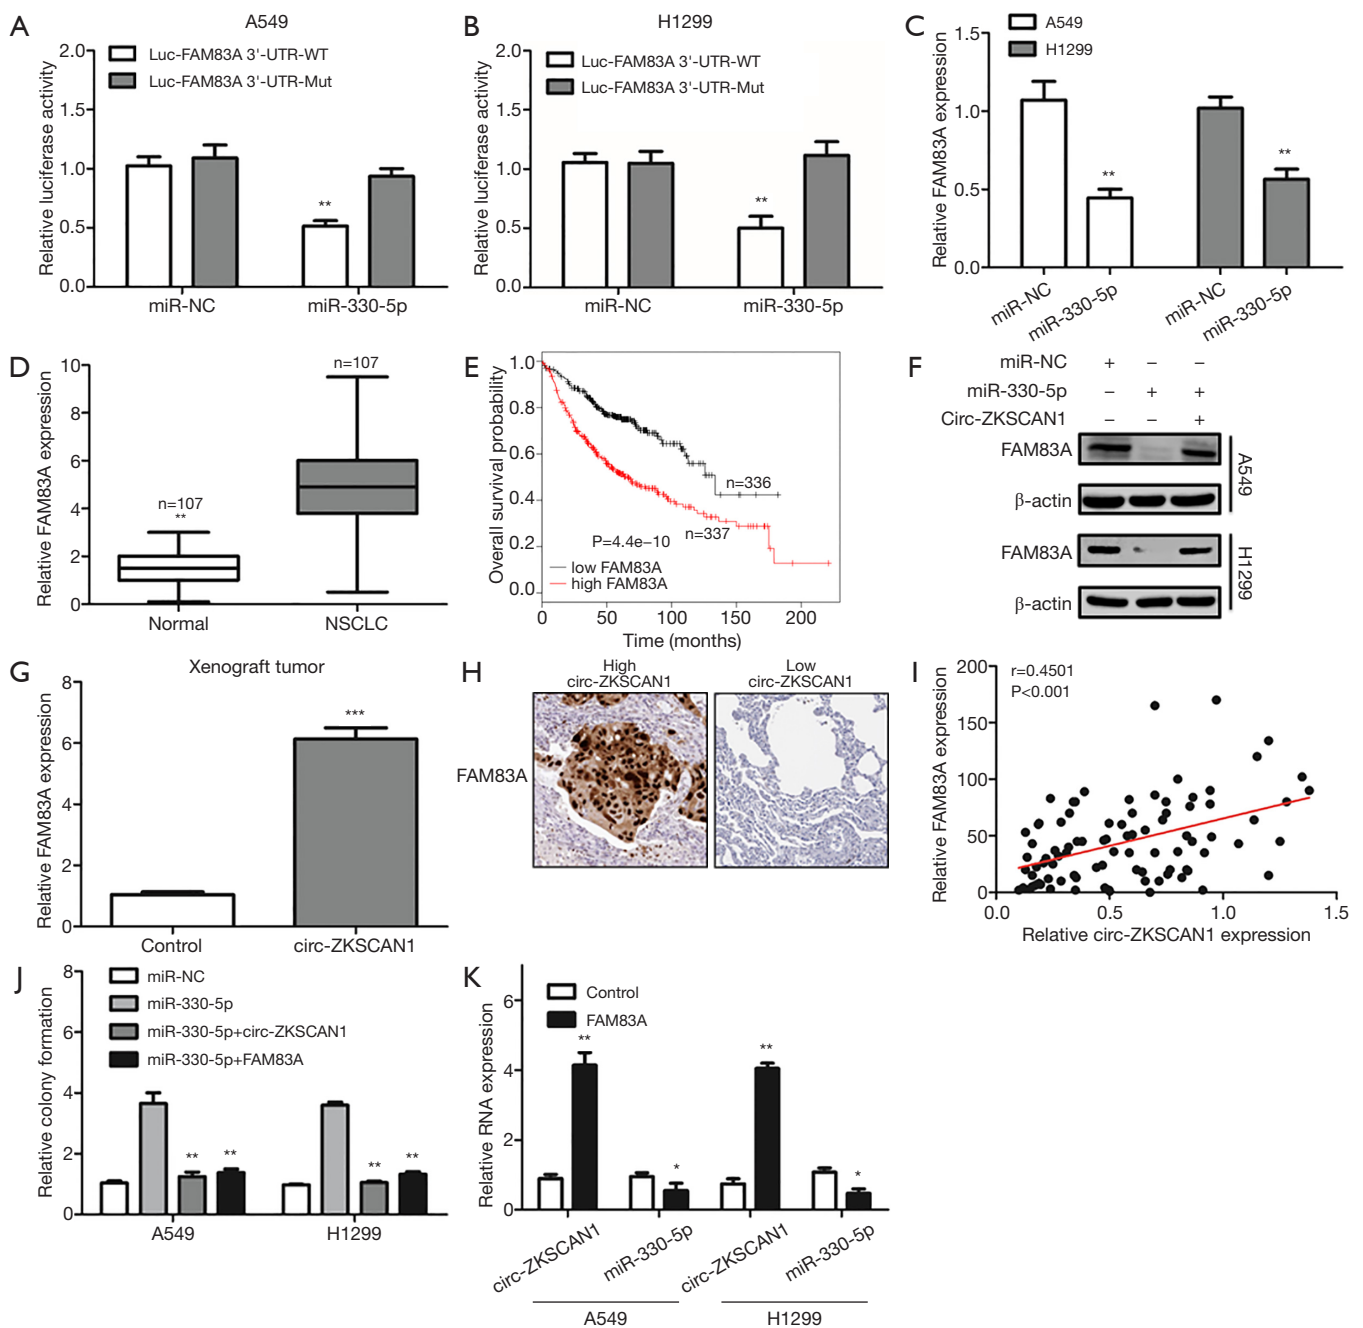 A
A549
Relative luciferase activity
2.0
1.5
1.0
0.5
0.0
Luc-FAM83A 3'-UTR-WT
Luc-FAM83A 3'-UTR-Mut
**
miR-NC
miR-330-5p
B
H1299
Relative luciferase activity
2.0
1.5
1.0
0.5
0.0
Luc-FAM83A 3'-UTR-WT
Luc-FAM83A 3'-UTR-Mut
**
miR-NC
miR-330-5p
C
Relative FAM83A expression
1.5
1.0
0.5
0.0
A549
H1299
**
**
miR-NC
miR-330-5p
miR-NC
miR-330-5p
D
Relative FAM83A expression
10
8
6
4
2
0
n=107
**
n=107
Normal
NSCLC
E
Overall survival probability
1.0
0.8
0.6
0.4
0.2
0.0
n=336
n=337
P=4.4e–10
low FAM83A
high FAM83A
0
50
100
150
200
Time (months)
F
miR-NC + – –
miR-330-5p – + +
Circ-ZKSCAN1 – – +
FAM83A
β-actin
A549
FAM83A
β-actin
H1299
G
Xenograft tumor
Relative FAM83A expression
8
6
4
2
0
***
Control
circ-ZKSCAN1
H
High
circ-ZKSCAN1
Low
circ-ZKSCAN1
FAM83A
I
Relative FAM83A expression
200
150
100
50
0
r=0.4501
P<0.001
0.0
0.5
1.0
1.5
Relative circ-ZKSCAN1 expression
J
Relative colony formation
8
6
4
2
0
miR-NC
miR-330-5p
miR-330-5p+circ-ZKSCAN1
miR-330-5p+FAM83A
**
**
**
**
A549
H1299
K
Relative RNA expression
6
4
2
0
Control
FAM83A
**
*
**
*
circ-ZKSCAN1
miR-330-5p
circ-ZKSCAN1
miR-330-5p
A549
H1299